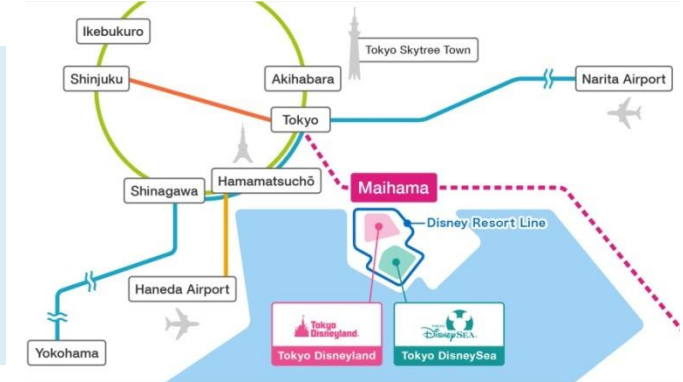 Ikebukuro
Tokyo Skytree Town
Shinjuku
Akihabara
Narita Airport
Tokyo
Hamamatsuchō
Shinagawa
Maihama
Disney Resort Line
Haneda Airport
Tokyo
Disneyland.
TOKYO
DisneySEA.
Yokohama
Tokyo Disneyland
Tokyo DisneySea